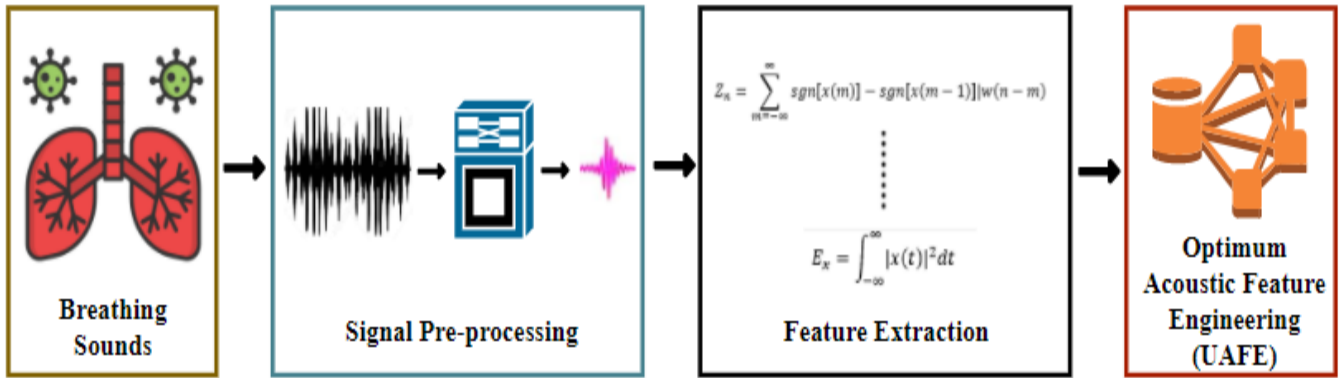 Breathing
Sounds
Signal Pre-processing
Z_n = \sum_{m=-\infty}^{\infty} sgn[x(m)] − sgn[x(m − 1)]|w(n − m)
E_x = \int_{-\infty}^{\infty} |x(t)|^2 dt
Feature Extraction
Optimum
Acoustic Feature
Engineering
(UAFE)